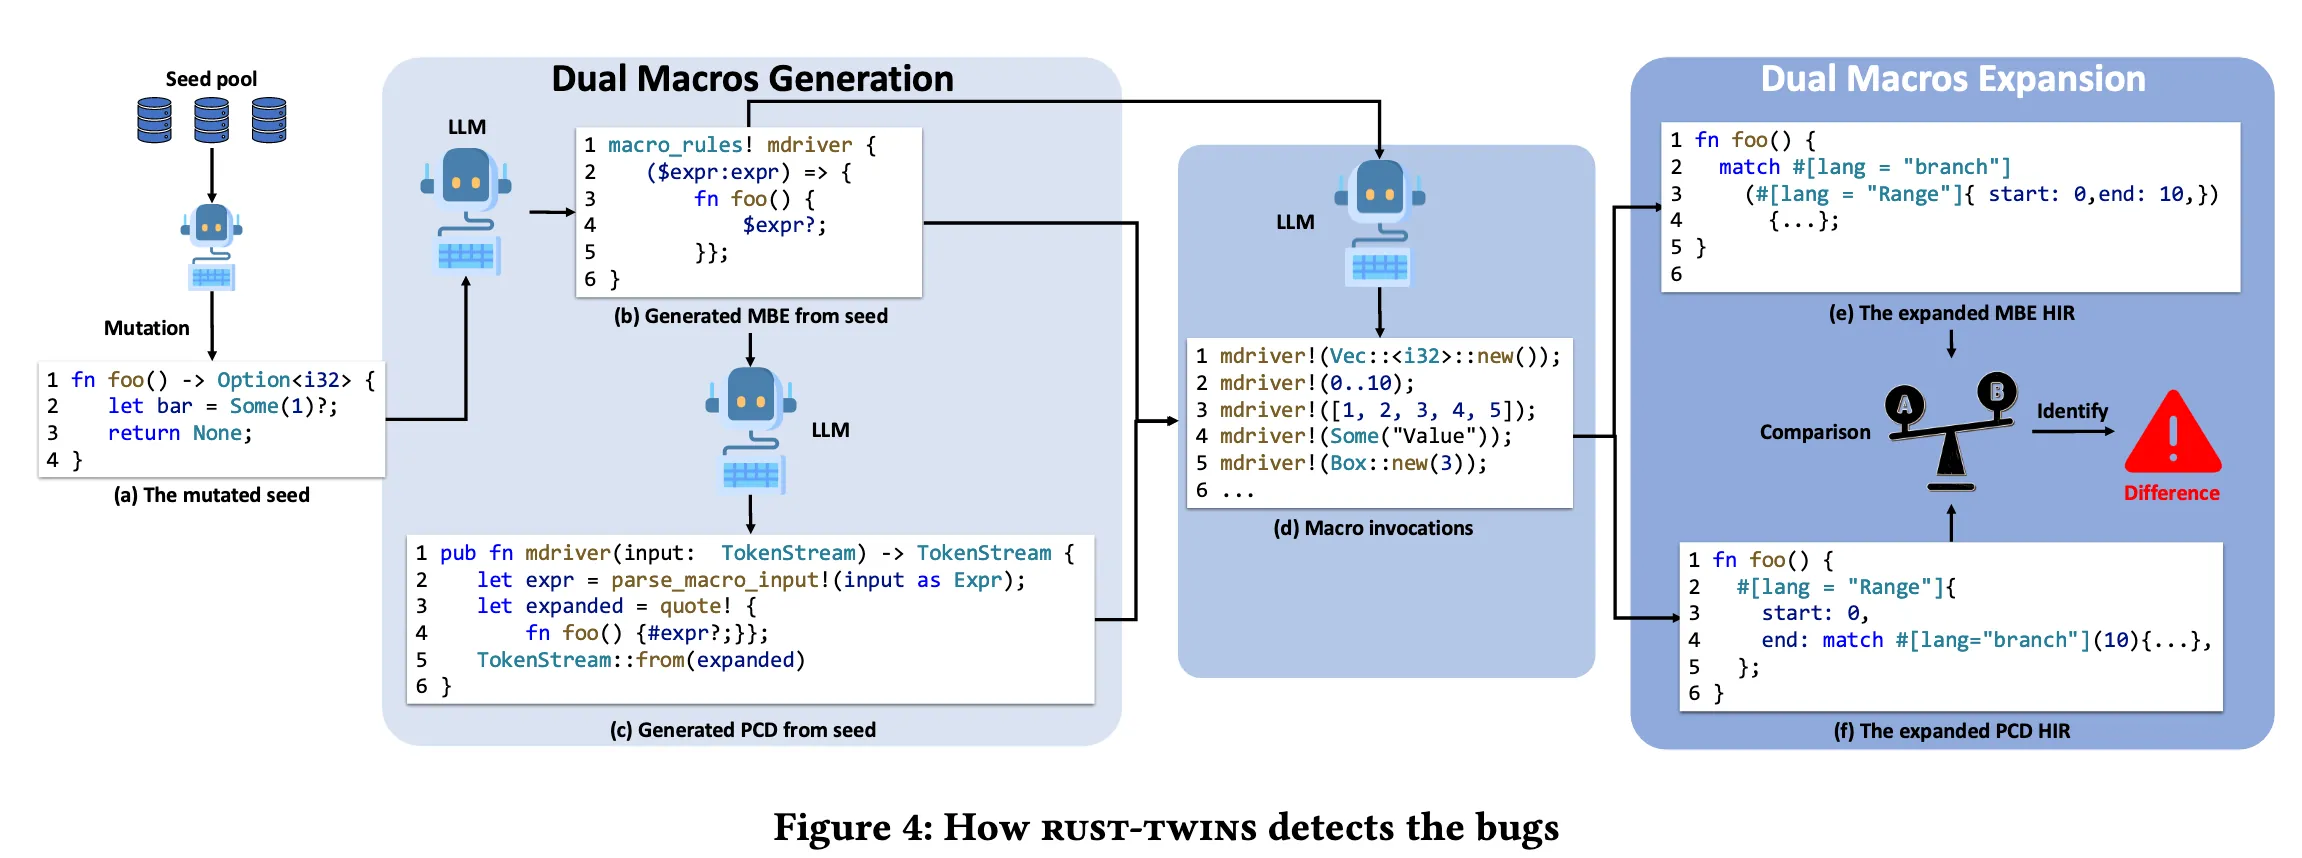 Seed pool
Mutation
1 fn foo() -> Option<i32> {
2 let bar = Some(1)?;
3 return None;
4 }
(a) The mutated seed
Dual Macros Generation
LLM
1 macro_rules! mdriver {
2 ($expr:expr) => {
3 fn foo() {
4 $expr?;
5 }};
6 }
(b) Generated MBE from seed
LLM
1 pub fn mdriver(input: TokenStream) -> TokenStream {
2 let expr = parse_macro_input!(input as Expr);
3 let expanded = quote! {
4 fn foo() {#expr?;}};
5 TokenStream::from(expanded)
6 }
(c) Generated PCD from seed
LLM
1 mdriver!(Vec::<i32>::new());
2 mdriver!(0..10);
3 mdriver!([1, 2, 3, 4, 5]);
4 mdriver!(Some("Value"));
5 mdriver!(Box::new(3));
6 ...
(d) Macro invocations
Dual Macros Expansion
1 fn foo() {
2 match #[lang = "branch"]
3 (#[lang = "Range"]{ start: 0,end: 10,})
4 {...};
5 }
6
(e) The expanded MBE HIR
A
B
Comparison
Identify
Difference
1 fn foo() {
2 #[lang = "Range"]{
3 start: 0,
4 end: match #[lang="branch"](10){...},
5 };
6 }
(f) The expanded PCD HIR
Figure 4: How RUST-TWINS detects the bugs